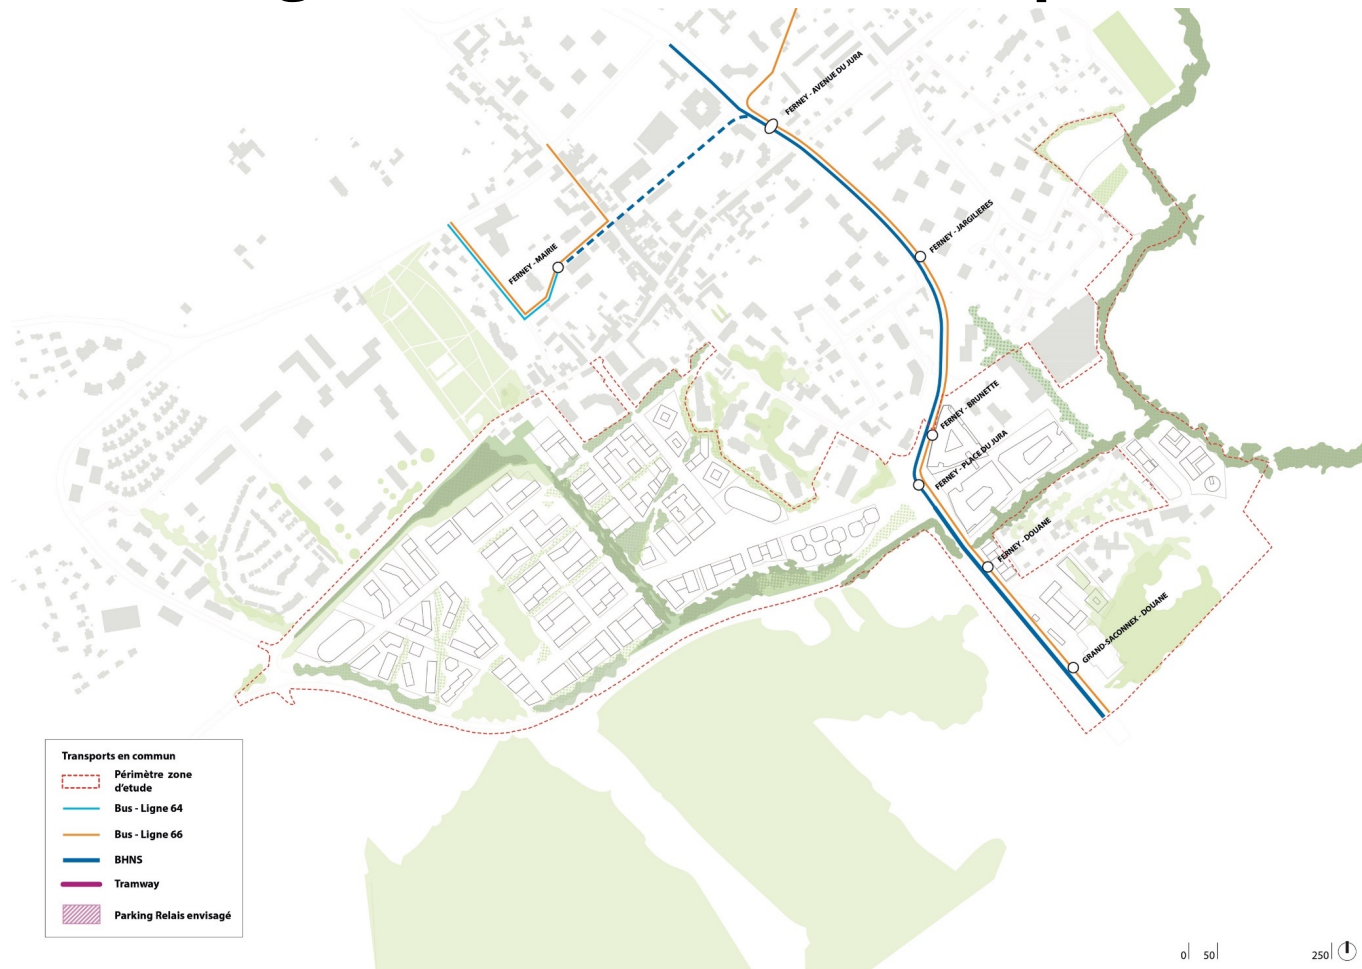 FERNEY - AVENUE DU JURA
FERNEY - JARGILIERES
FERNEY - MAIRIE
FERNEY - BRUNETTE
FERNEY - PLACE DU JURA
FERNEY - DOUANE
GRAND-SACONNEX - DOUANE
Transports en commun
Périmètre zone
d'etude
Bus - Ligne 64
Bus - Ligne 66
BHNS
Tramway
Parking Relais envisagé
0 50 250